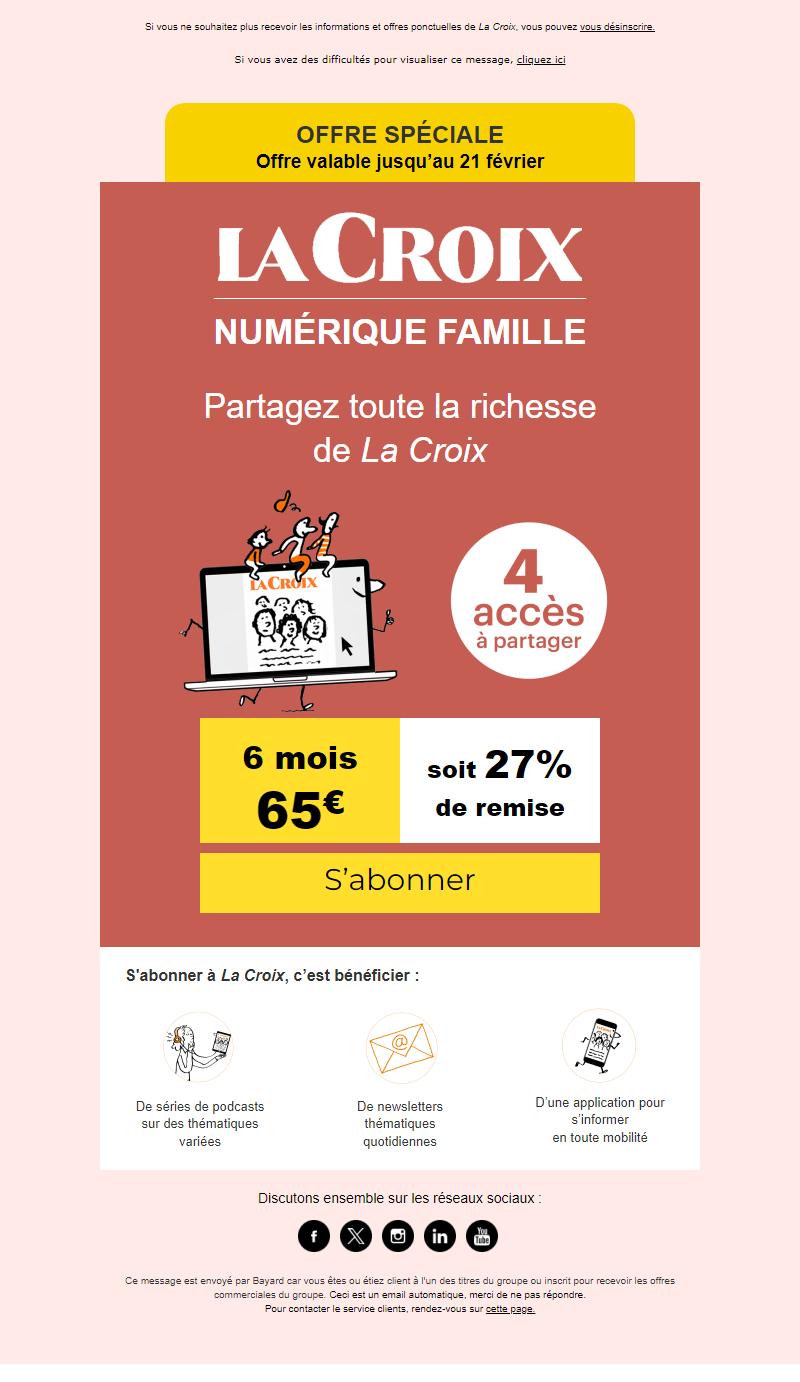 Si vous ne souhaitez plus recevoir les informations et offres ponctuelles de La Croix, vous pouvez vous désinscrire.
Si vous avez des difficultés pour visualiser ce message, cliquez ici
OFFRE SPÉCIALE
Offre valable jusqu’au 21 février
LA CROIX
NUMÉRIQUE FAMILLE
Partagez toute la richesse
de La Croix
LA CROIX
4
accès
à partager
6 mois
65€
soit 27%
de remise
S’abonner
S'abonner à La Croix, c’est bénéficier :
LA CROIX
De séries de podcasts
sur des thématiques
variées
@
De newsletters
thématiques
quotidiennes
D’une application pour
s’informer
en toute mobilité
Discutons ensemble sur les réseaux sociaux :
f
X
in
You
Tube
Ce message est envoyé par Bayard car vous êtes ou étiez client à l'un des titres du groupe ou inscrit pour recevoir les offres
commerciales du groupe. Ceci est un email automatique, merci de ne pas répondre.
Pour contacter le service clients, rendez-vous sur cette page.